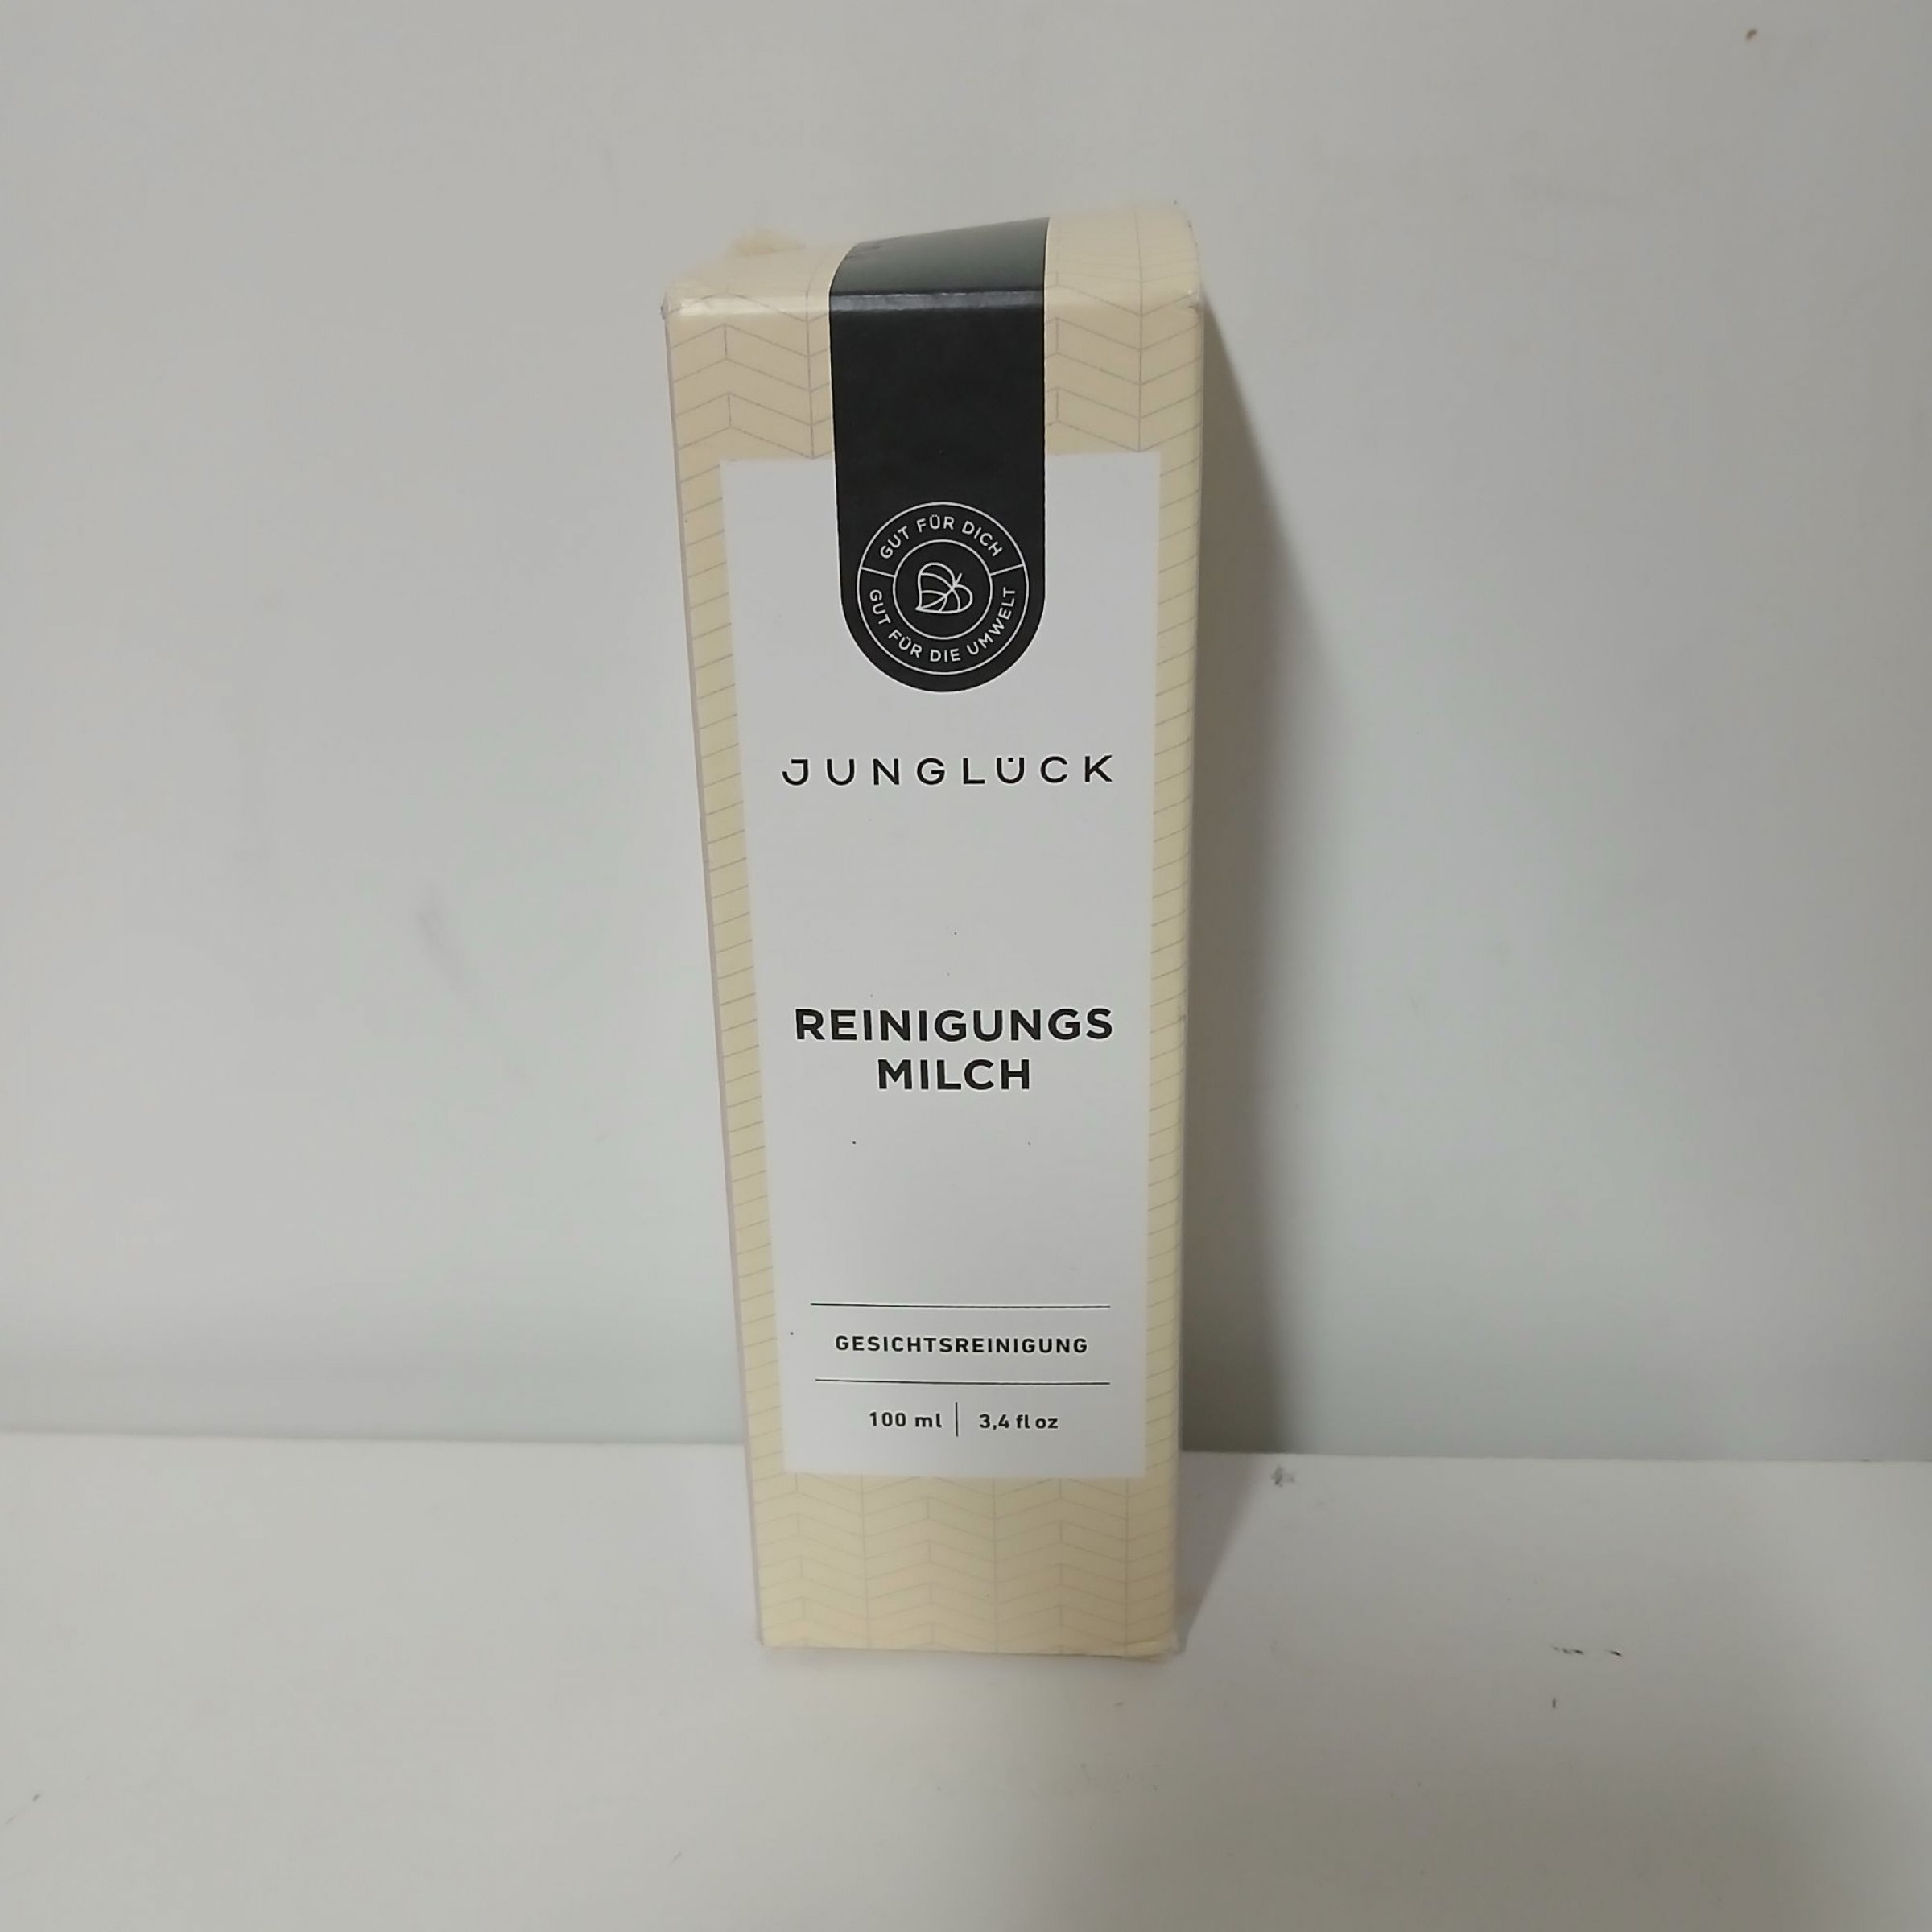 GUT FÜR DICH
GUT FÜR DIE UMWELT
JUNGLÜCK
REINIGUNGS
MILCH
GESICHTSREINIGUNG
100 ml | 3,4 fl oz